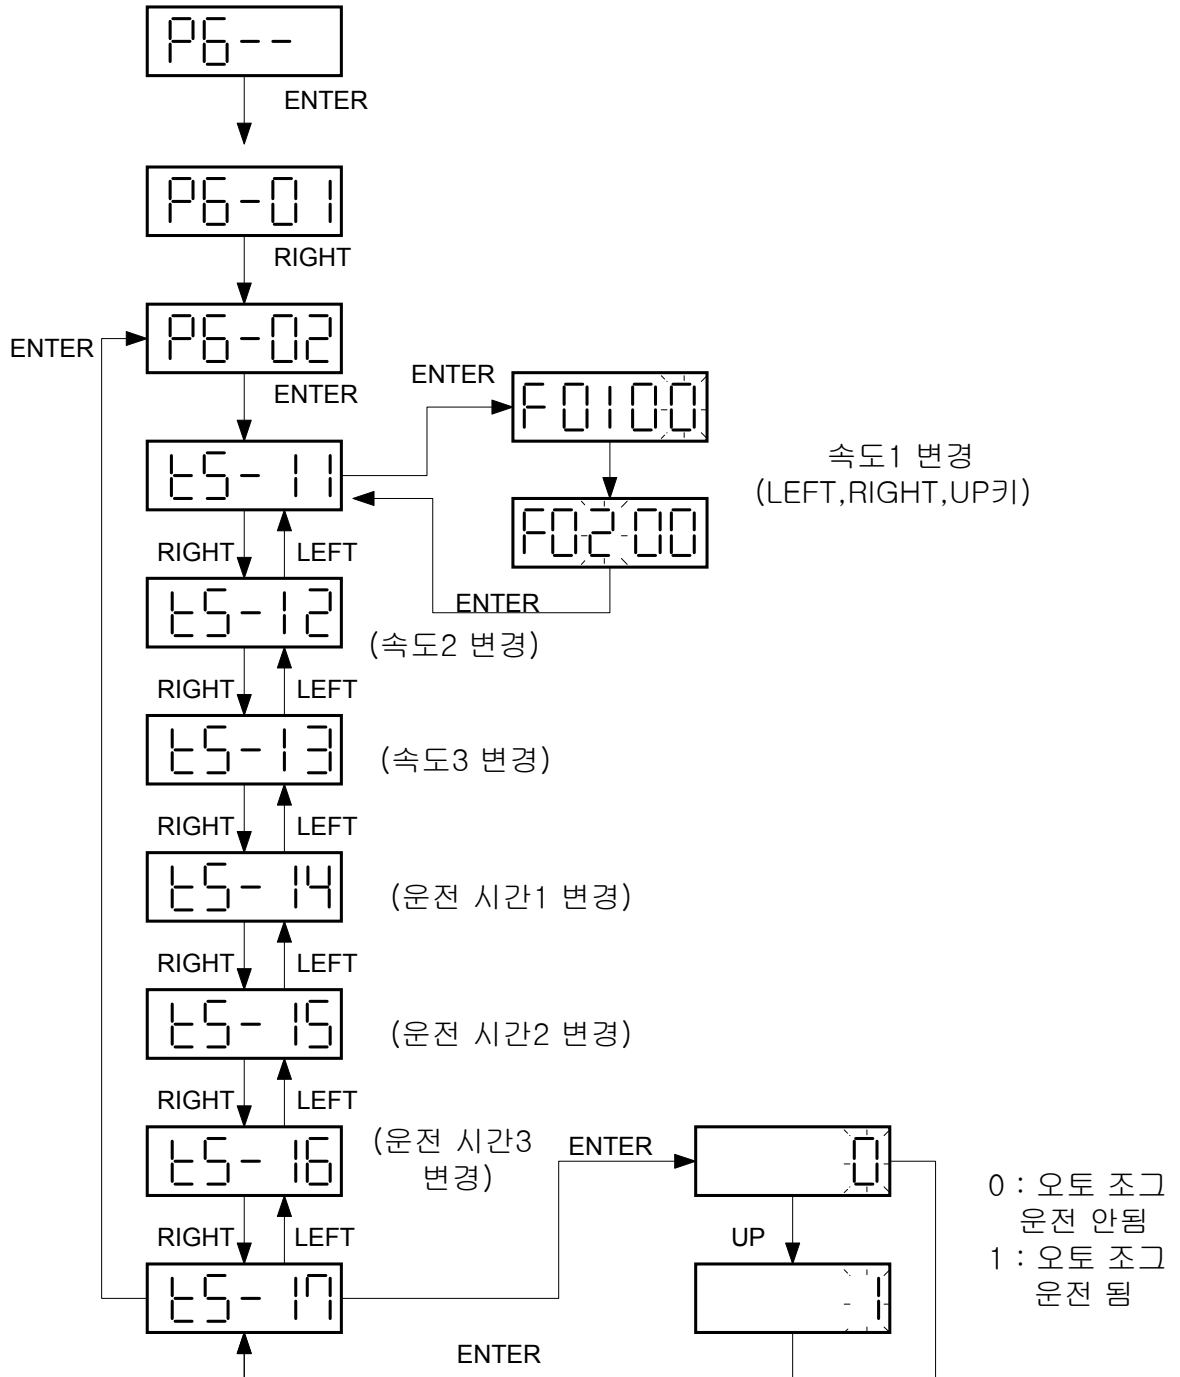 P6--
ENTER
P6-01
RIGHT
P6-02
ENTER
ENTER
ENTER
F0100
tS-11
속도1 변경
(LEFT,RIGHT,UP키)
F0200
RIGHT
LEFT
ENTER
tS-12
(속도2 변경)
RIGHT
LEFT
tS-13
(속도3 변경)
RIGHT
LEFT
tS-14
(운전 시간1 변경)
RIGHT
LEFT
tS-15
(운전 시간2 변경)
RIGHT
LEFT
tS-16
(운전 시간3
변경)
ENTER
0
0 : 오토 조그
운전 안됨
1 : 오토 조그
운전 됨
RIGHT
LEFT
UP
tS-17
1
ENTER